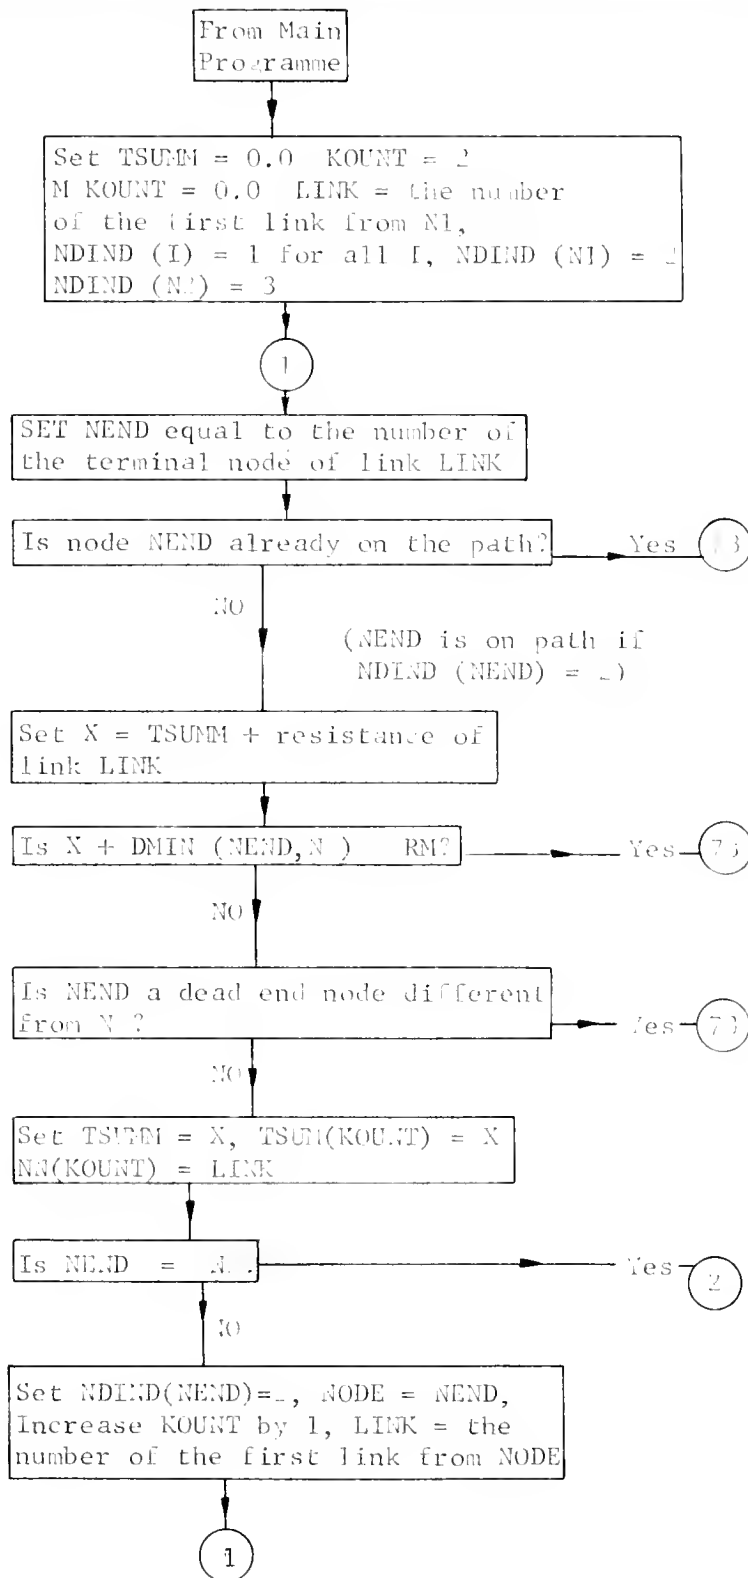 From Main
Programme
Set TSUMM = 0.0 KOUNT = 2
M KOUNT = 0.0 LINK = the number
of the first link from N1,
NDIND (I) = 1 for all I, NDIND (N1) =
NDIND (N2) = 3
1
SET NEND equal to the number of
the terminal node of link LINK
Is node NEND already on the path?
Yes
NO
(NEND is on path if
NDIND (NEND) = )
Set X = TSUMM + resistance of
link LINK
Is X + DMIN (NEND,N ) RM?
Yes
NO
Is NEND a dead end node different
from N ?
Yes
NO
Set TSUMM = X, TSUM(KOUNT) = X
NN(KOUNT) = LINK
Is NEND =
Yes
2
NO
Set NDIND(NEND)= , NODE = NEND,
Increase KOUNT by 1, LINK = the
number of the first link from NODE
1